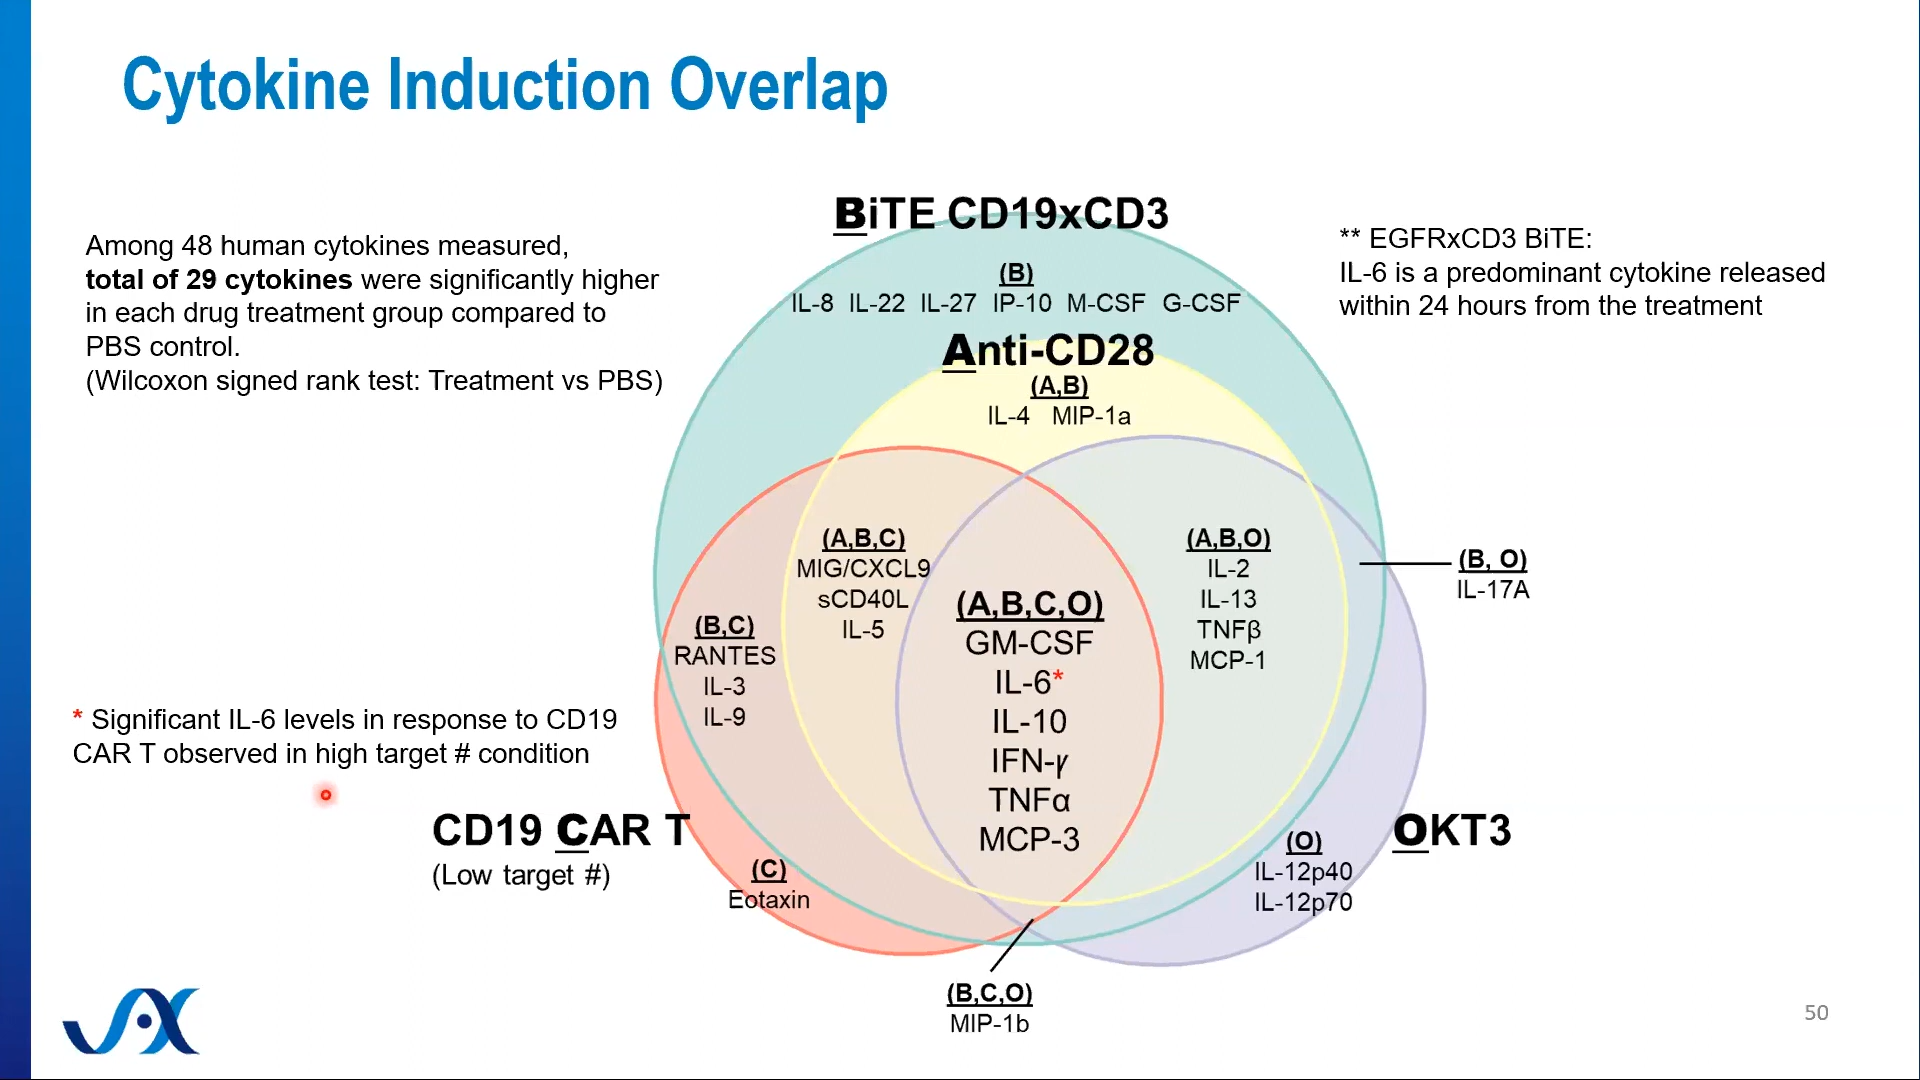 Cytokine Induction Overlap
Among 48 human cytokines measured,
total of 29 cytokines were significantly higher
in each drug treatment group compared to
PBS control.
(Wilcoxon signed rank test: Treatment vs PBS)
BiTE CD19xCD3
(B)
IL-8 IL-22 IL-27 IP-10 M-CSF G-CSF
Anti-CD28
(A,B)
IL-4 MIP-1a
** EGFRxCD3 BiTE:
IL-6 is a predominant cytokine released
within 24 hours from the treatment
(A,B,C)
MIG/CXCL9
sCD40L
IL-5
(A,B,O)
IL-2
IL-13
TNFβ
MCP-1
(B, O)
IL-17A
(B,C)
RANTES
IL-3
IL-9
(A,B,C,O)
GM-CSF
IL-6*
IL-10
IFN-γ
TNFα
MCP-3
* Significant IL-6 levels in response to CD19
CAR T observed in high target # condition
CD19 CAR T
(Low target #)
(C)
Eotaxin
OKT3
(O)
IL-12p40
IL-12p70
(B,C,O)
MIP-1b
JAX
50